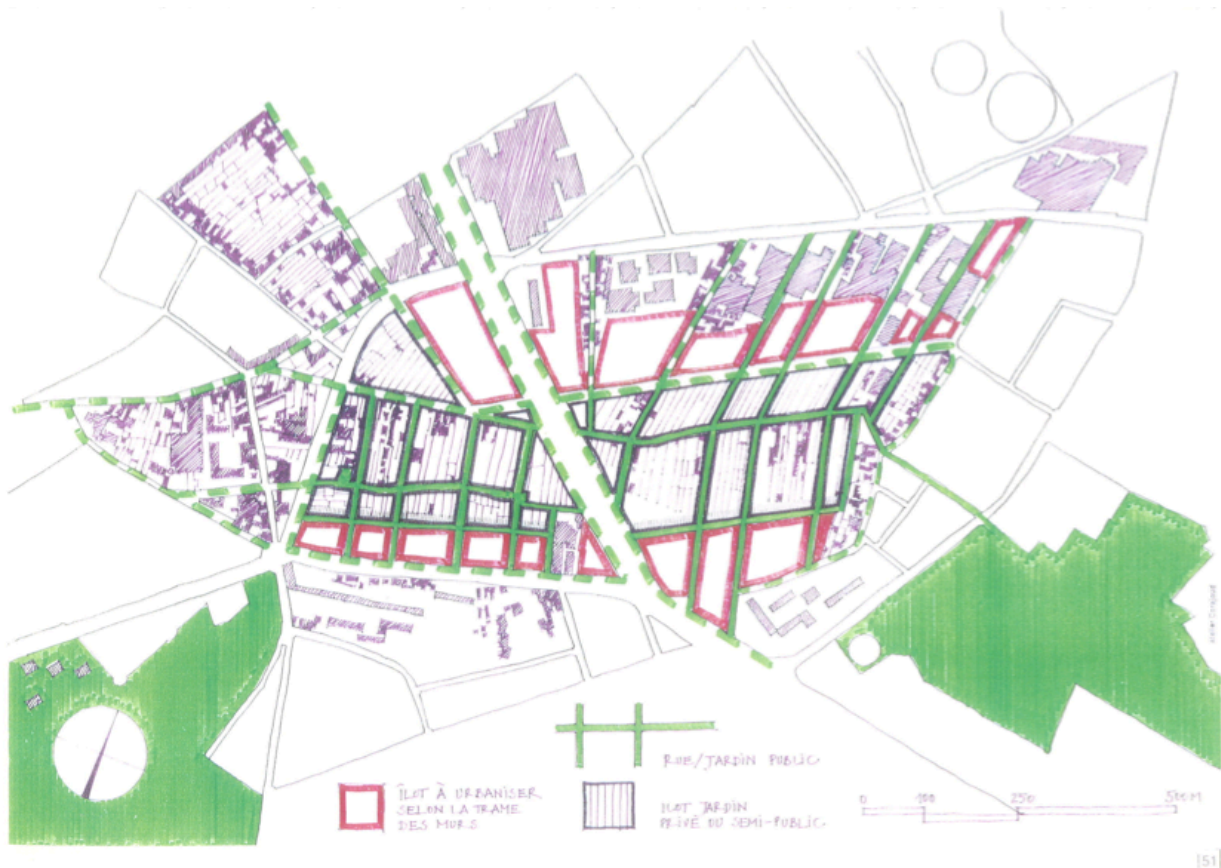 RUE/JARDIN PUBLIC
ÎLOT À URBANISER
SELON LA TRAME
DES MURS
ILOT JARDIN
PRIVÉ OU SEMI-PUBLIC
0 100 250 500M
[51]